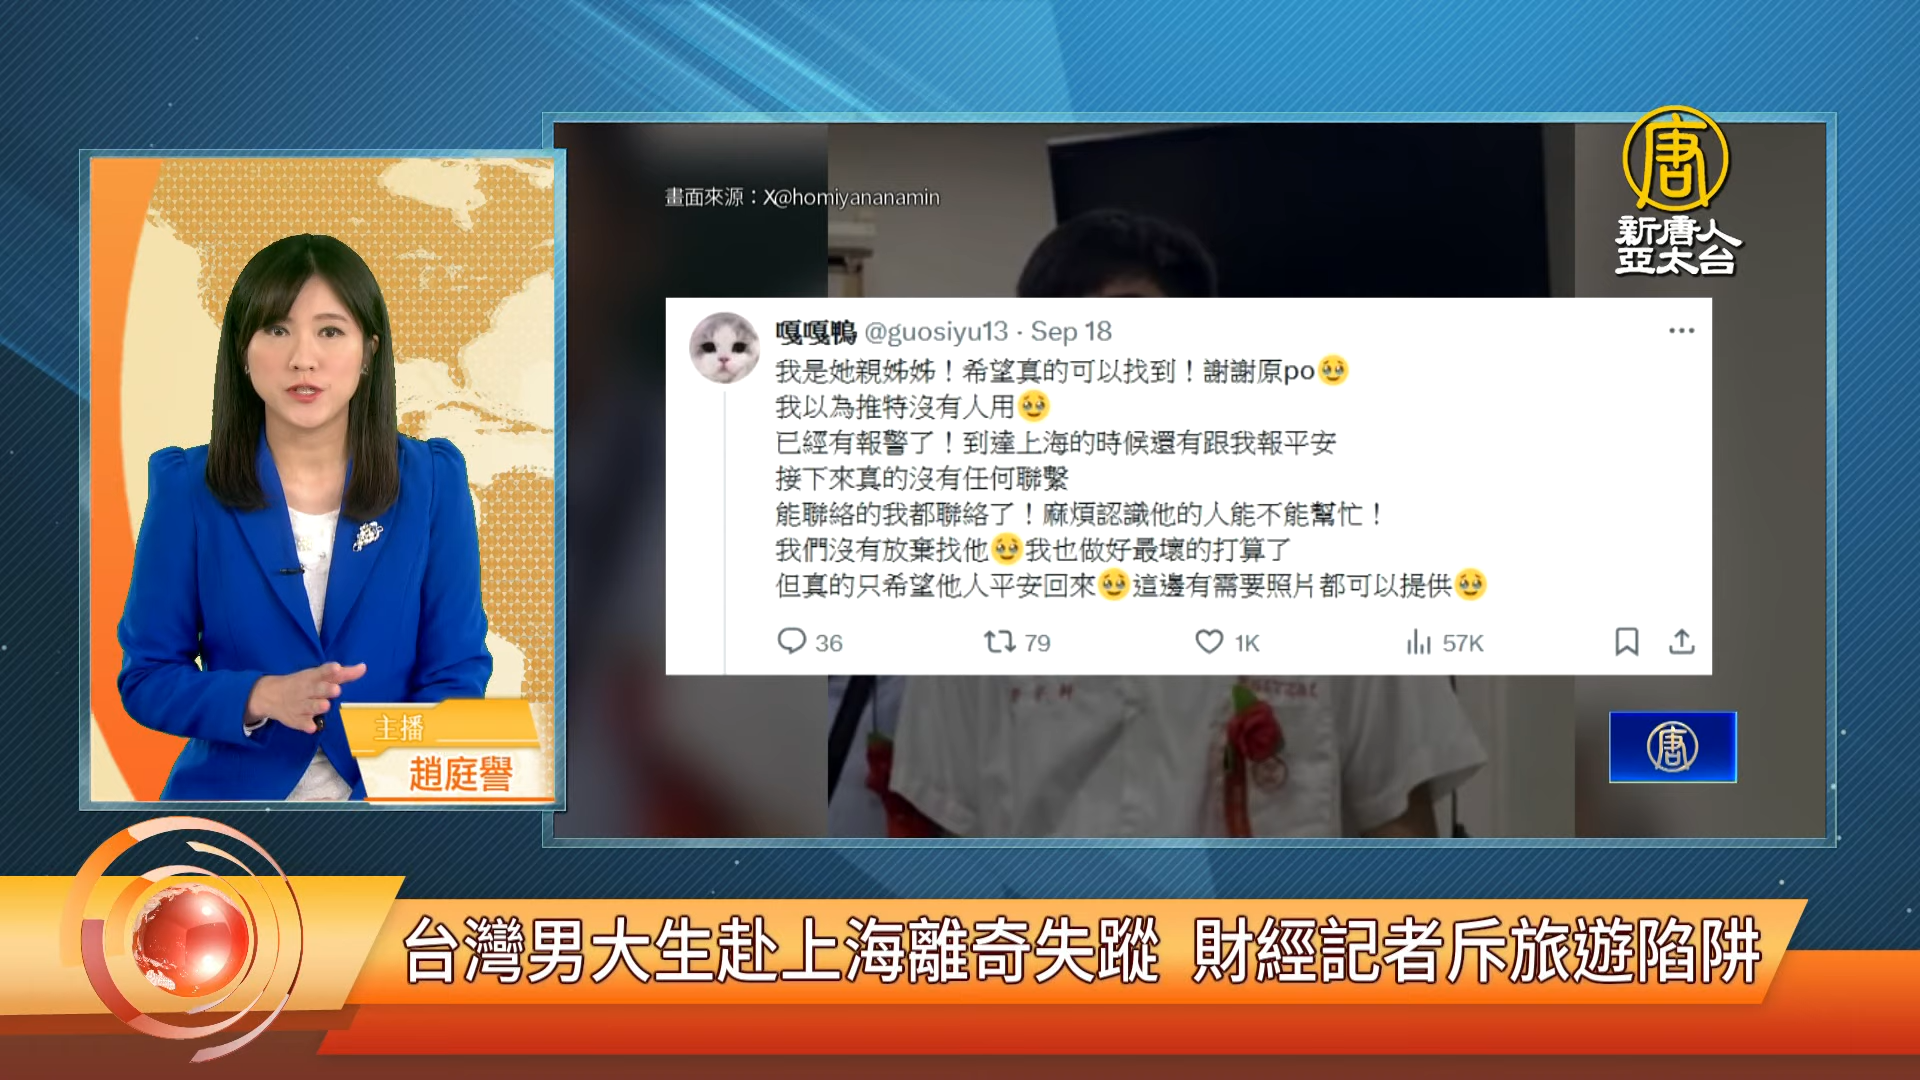 畫面來源：X@homiyananamin
唐
新唐人
亞太台
嘎嘎鴨 @guosiyu13 · Sep 18
我是她親姊姊！希望真的可以找到！謝謝原po🥹
我以為推特沒有人用🥹
已經有報警了！到達上海的時候還有跟我報平安
接下來真的沒有任何聯繫
能聯絡的我都聯絡了！麻煩認識他的人能不能幫忙！
我們沒有放棄找他🥹我也做好最壞的打算了
但真的只希望他人平安回來🥹這邊有需要照片都可以提供🥹
36 79 1K 57K
唐
主播
趙庭譽
台灣男大生赴上海離奇失蹤 財經記者斥旅遊陷阱